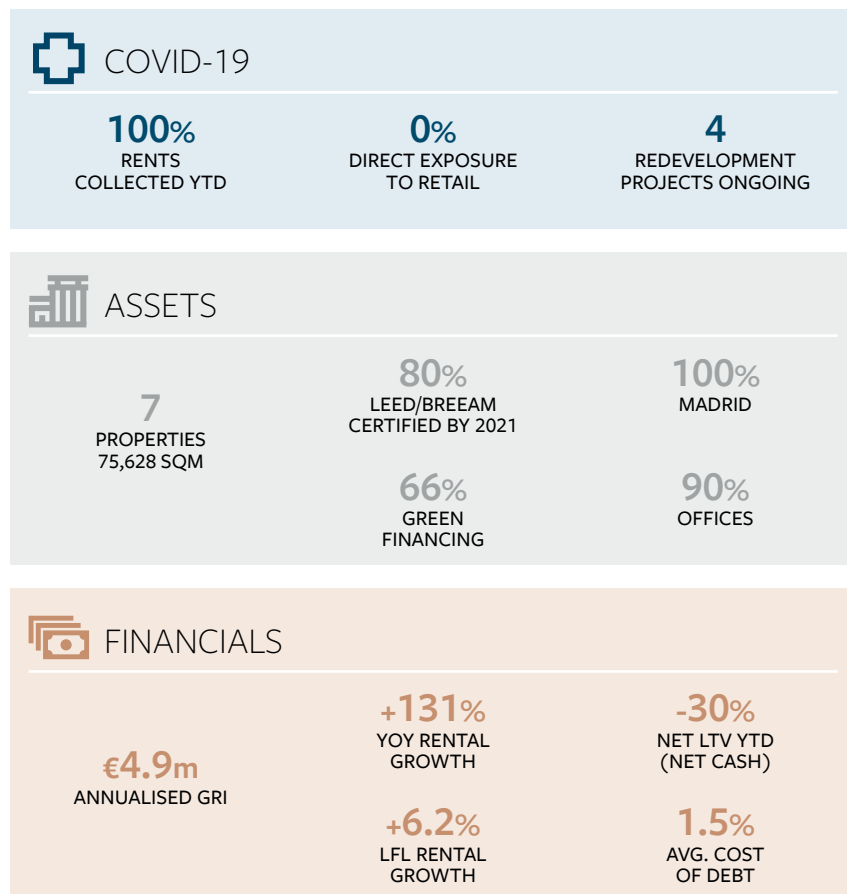 COVID-19
100%
RENTS
COLLECTED YTD
0%
DIRECT EXPOSURE
TO RETAIL
4
REDEVELOPMENT
PROJECTS ONGOING
ASSETS
7
PROPERTIES
75,628 SQM
80%
LEED/BREEAM
CERTIFIED BY 2021
100%
MADRID
66%
GREEN
FINANCING
90%
OFFICES
FINANCIALS
€4.9m
ANNUALISED GRI
+131%
YOY RENTAL
GROWTH
-30%
NET LTV YTD
(NET CASH)
+6.2%
LFL RENTAL
GROWTH
1.5%
AVG. COST
OF DEBT